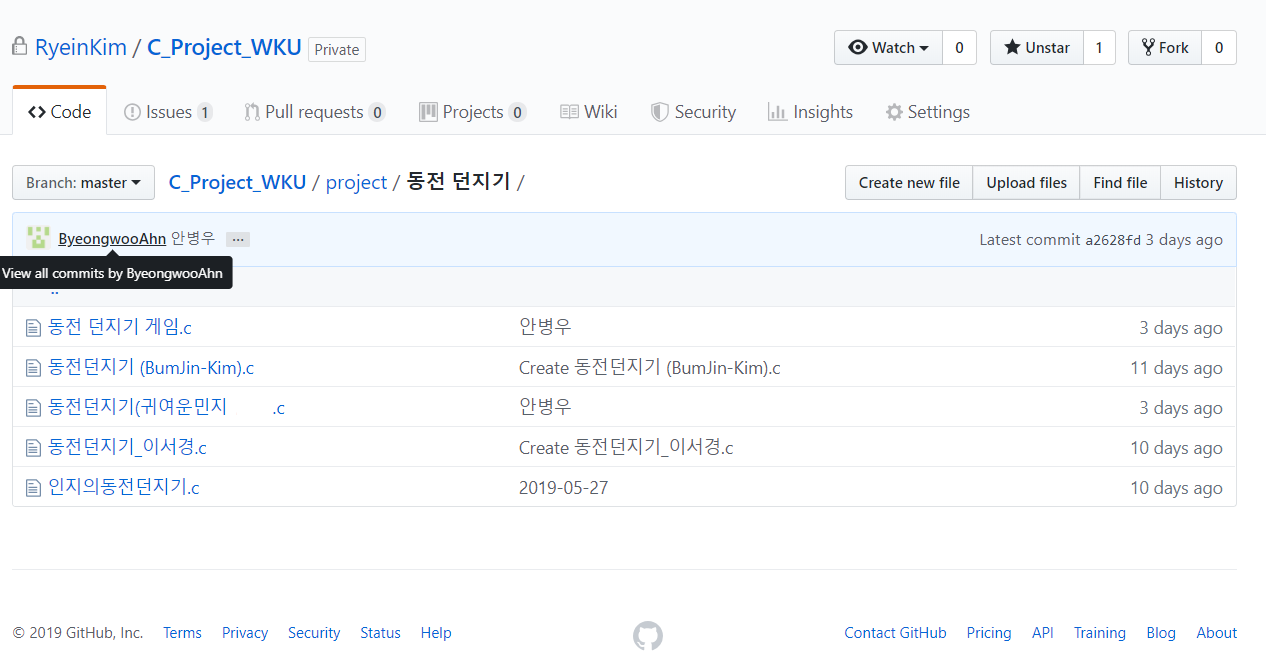 RyeinKim / C_Project_WKU Private
Watch 0 Unstar 1 Fork 0
Code Issues 1 Pull requests 0 Projects 0 Wiki Security Insights Settings
Branch: master C_Project_WKU / project / 동전 던지기 /
Create new file Upload files Find file History
ByeongwooAhn 안병우 ... Latest commit a2628fd 3 days ago
View all commits by ByeongwooAhn
..
동전 던지기 게임.c 안병우 3 days ago
동전던지기 (BumJin-Kim).c Create 동전던지기 (BumJin-Kim).c 11 days ago
동전던지기(귀여운민지 .c 안병우 3 days ago
동전던지기_이서경.c Create 동전던지기_이서경.c 10 days ago
인지의동전던지기.c 2019-05-27 10 days ago
© 2019 GitHub, Inc. Terms Privacy Security Status Help
Contact GitHub Pricing API Training Blog About